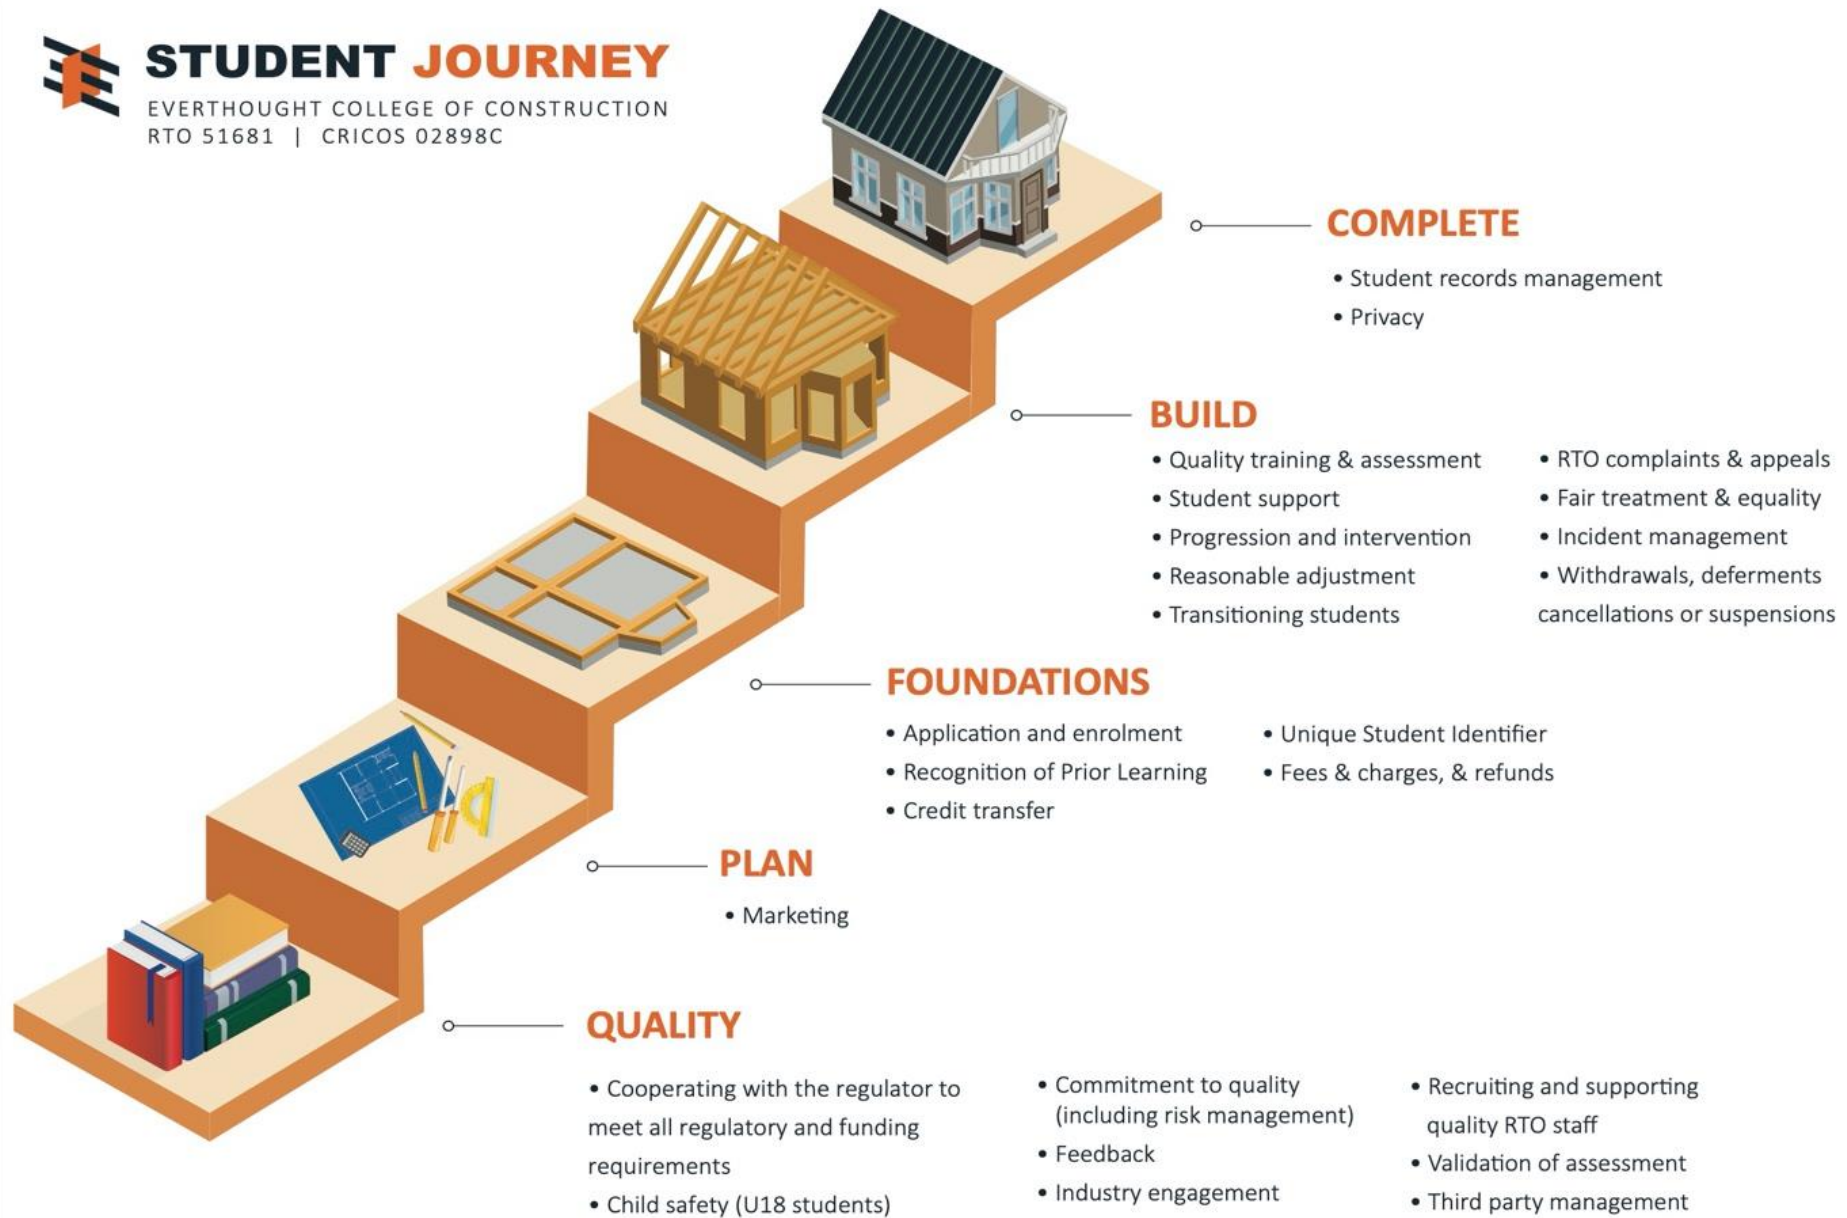 STUDENT JOURNEY
EVERTHOUGHT COLLEGE OF CONSTRUCTION
RTO 51681 | CRICOS 02898C
COMPLETE
• Student records management
• Privacy
BUILD
• Quality training & assessment
• Student support
• Progression and intervention
• Reasonable adjustment
• Transitioning students
• RTO complaints & appeals
• Fair treatment & equality
• Incident management
• Withdrawals, deferments
cancellations or suspensions
FOUNDATIONS
• Application and enrolment
• Recognition of Prior Learning
• Credit transfer
• Unique Student Identifier
• Fees & charges, & refunds
PLAN
• Marketing
QUALITY
• Cooperating with the regulator to
meet all regulatory and funding
requirements
• Child safety (U18 students)
• Commitment to quality
(including risk management)
• Feedback
• Industry engagement
• Recruiting and supporting
quality RTO staff
• Validation of assessment
• Third party management